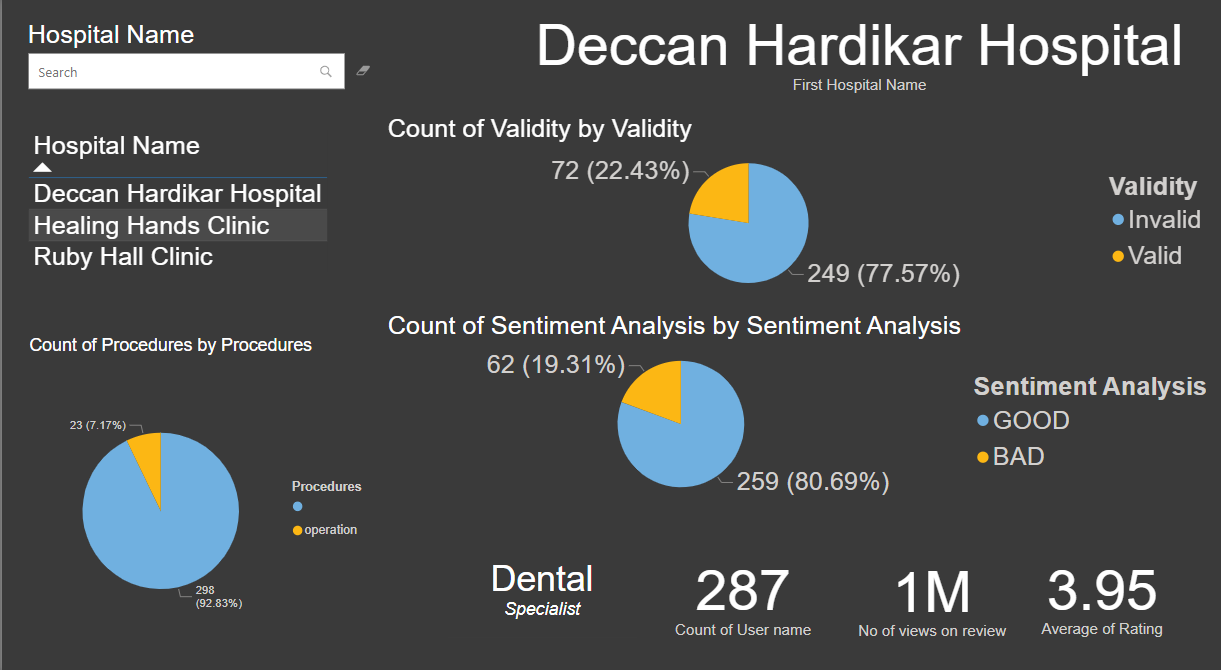 Hospital Name
Search
Deccan Hardikar Hospital
First Hospital Name
Hospital Name
Deccan Hardikar Hospital
Healing Hands Clinic
Ruby Hall Clinic
Count of Validity by Validity
72 (22.43%)
249 (77.57%)
Validity
Invalid
Valid
Count of Sentiment Analysis by Sentiment Analysis
62 (19.31%)
259 (80.69%)
Sentiment Analysis
GOOD
BAD
Count of Procedures by Procedures
23 (7.17%)
298
(92.83%)
Procedures
operation
Dental
Specialist
287
Count of User name
1M
No of views on review
3.95
Average of Rating